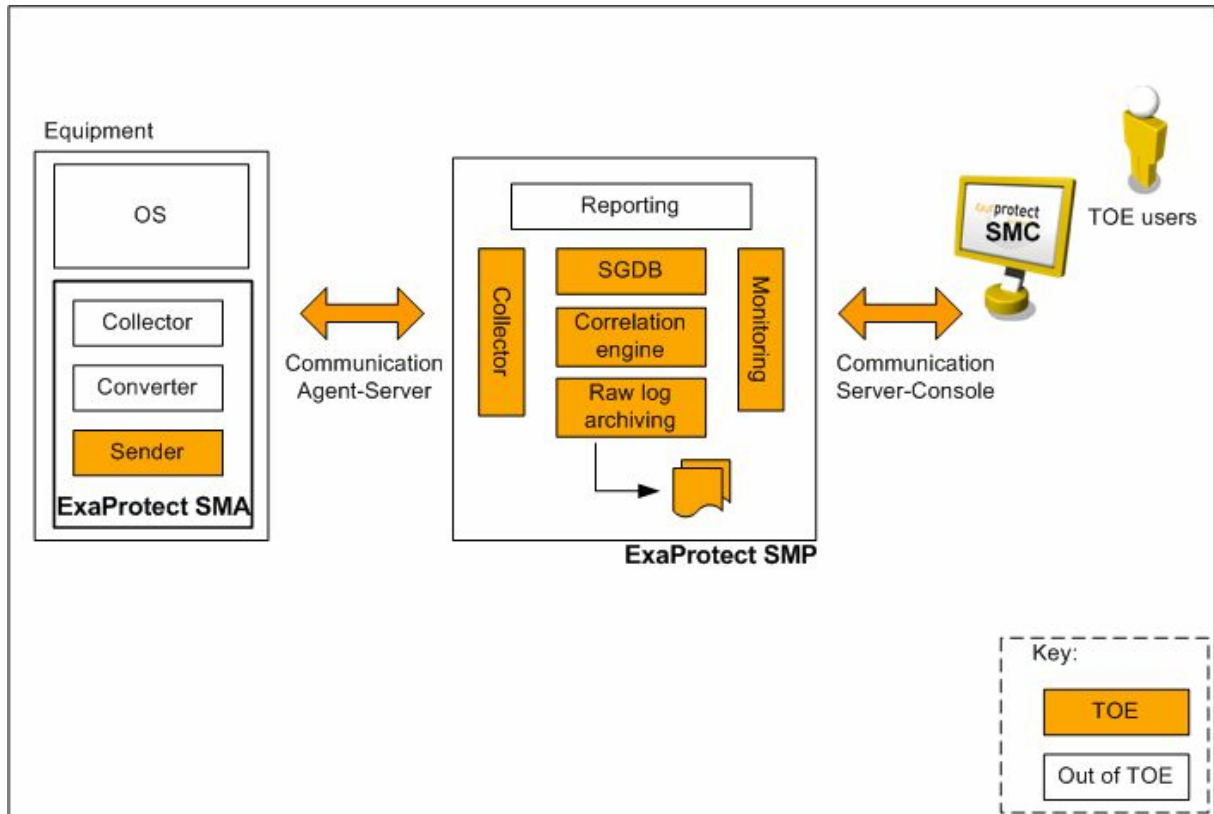 Equipment
OS
Collector
Converter
Sender
ExaProtect SMA
Communication
Agent-Server
Reporting
Collector
SGDB
Correlation
engine
Raw log
archiving
Monitoring
ExaProtect SMP
Communication
Server-Console
protect
SMC
TOE users
Key:
TOE
Out of TOE